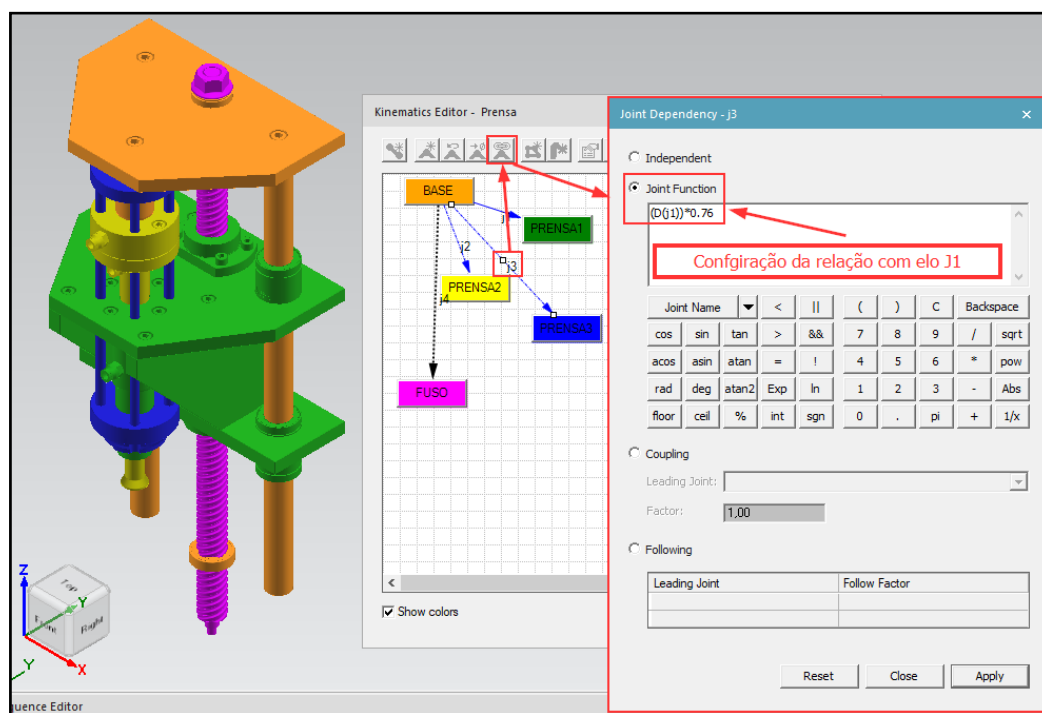 Kinematics Editor - Prensa
BASE
j
PRENSA1
j2
j3
PRENSA2
j4
PRENSA3
FUSO
Show colors
Joint Dependency - j3
Independent
Joint Function
(D(j1))*0.76
Confgiração da relação com elo J1
Joint Name < || ( ) C Backspace
cos sin tan > && 7 8 9 / sqrt
acos asin atan = ! 4 5 6 * pow
rad deg atan2 Exp ln 1 2 3 - Abs
floor ceil % int sgn 0 . pi + 1/x
Coupling
Leading Joint:
Factor: 1,00
Following
Leading Joint Follow Factor
Reset Close Apply
Z
Top
Y
Front
Right
X
Y
uence Editor